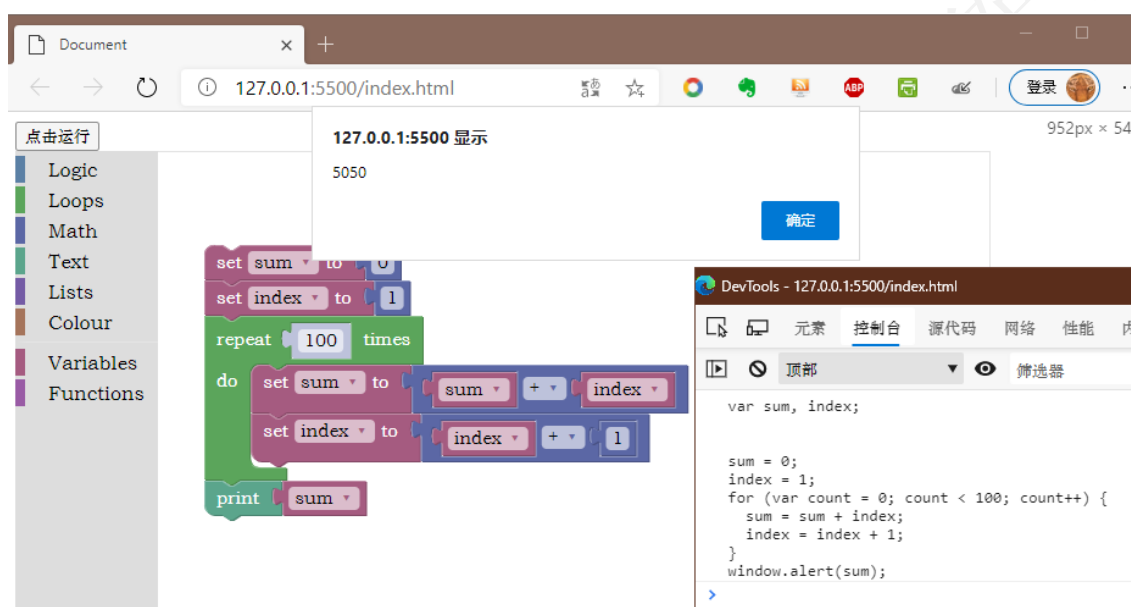 Document
127.0.0.1:5500/index.html
ABP
登录
点击运行
952px × 54
127.0.0.1:5500 显示
5050
确定
Logic
Loops
Math
Text
Lists
Colour
Variables
Functions
set sum to 0
set index to 1
repeat 100 times
do set sum to sum + index
set index to index + 1
print sum
DevTools - 127.0.0.1:5500/index.html
元素 控制台 源代码 网络 性能
顶部 筛选器
var sum, index;
sum = 0;
index = 1;
for (var count = 0; count < 100; count++) {
sum = sum + index;
index = index + 1;
}
window.alert(sum);
>